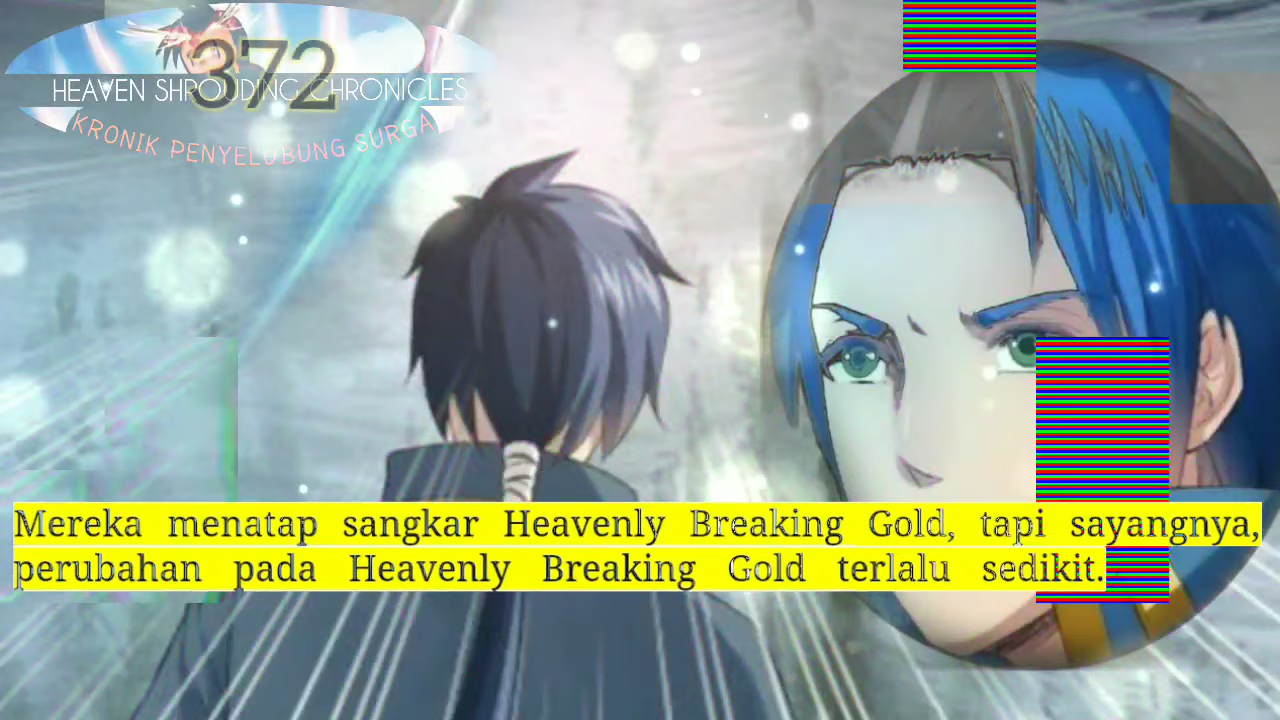 372
HEAVEN SHROUDING CHRONICLES
KRONIK PENYELUBUNG SURGA
Mereka menatap sangkar Heavenly Breaking Gold, tapi sayangnya,
perubahan pada Heavenly Breaking Gold terlalu sedikit.